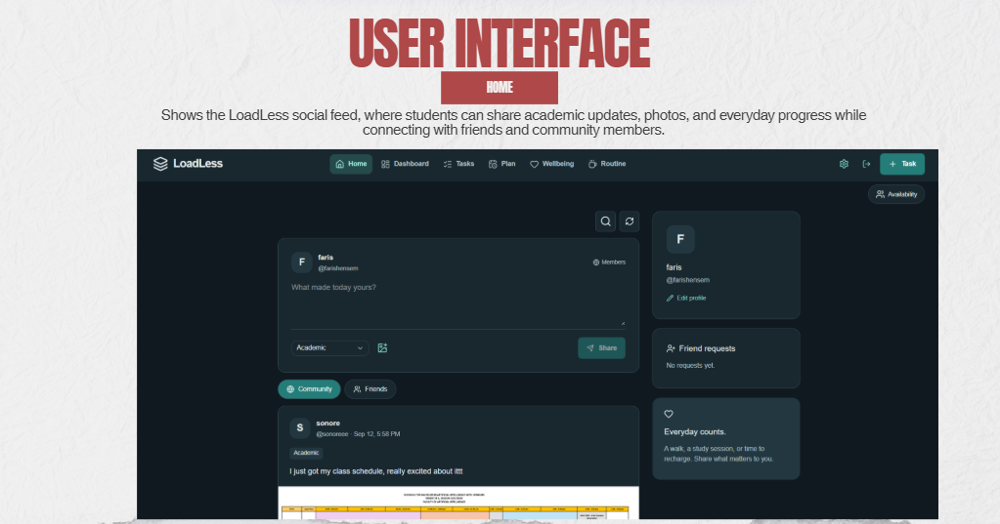 USER INTERFACE
HOME
Shows the LoadLess social feed, where students can share academic updates, photos, and everyday progress while
connecting with friends and community members.
LoadLess
Home
Dashboard
Tasks
Plan
Wellbeing
Routine
+ Task
Availability
F
faris
@farishensem
Members
What made today yours?
Academic
Share
Community
Friends
S
sonore
@sonoreee · Sep 12, 5:58 PM
Academic
I just got my class schedule, really excited about ittt
F
faris
@farishensem
Edit profile
Friend requests
No requests yet.
Everyday counts.
A walk, a study session, or time to
recharge. Share what matters to you.